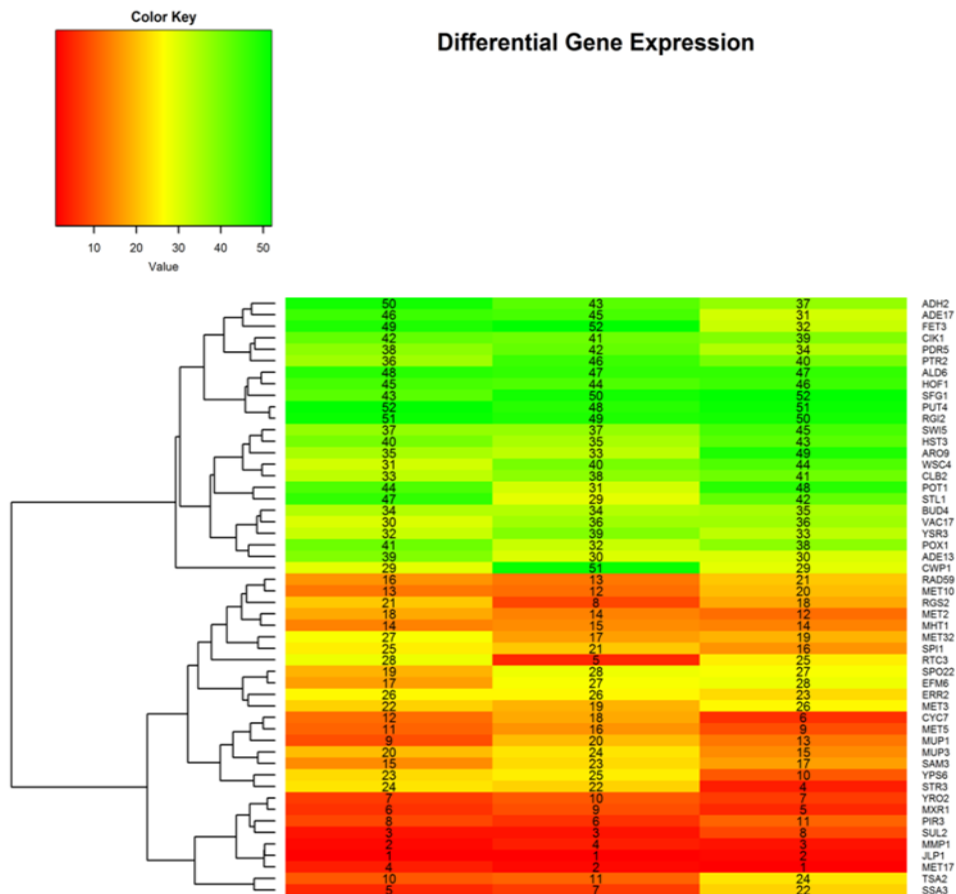 Color Key
Differential Gene Expression
10 20 30 40 50
Value
50 43 37 ADH2
46 45 31 ADE17
49 52 32 FET3
42 41 39 CIK1
38 42 34 PDR5
36 46 40 PTR2
48 47 47 ALD6
45 44 46 HOF1
43 50 52 SFG1
52 48 51 PUT4
51 49 50 RGI2
37 37 45 SWI5
40 35 43 HST3
35 33 49 ARO9
31 40 44 WSC4
33 38 41 CLB2
44 31 48 POT1
47 29 42 STL1
34 34 35 BUD4
30 36 36 VAC17
32 39 33 YSR3
41 32 38 POX1
39 30 30 ADE13
29 51 29 CWP1
16 13 21 RAD59
13 12 20 MET10
21 8 18 RGS2
18 14 12 MET2
14 15 14 MHT1
27 17 19 MET32
25 21 16 SPI1
28 5 25 RTC3
19 28 27 SPO22
17 27 28 EFM6
26 26 23 ERR2
22 19 26 MET3
12 18 6 CYC7
11 16 9 MET5
9 20 13 MUP1
20 24 15 MUP3
15 23 17 SAM3
23 25 10 YPS6
24 22 4 STR3
7 10 7 YRO2
6 9 5 MXR1
8 6 11 PIR3
3 3 8 SUL2
2 4 3 MMP1
1 1 2 JLP1
4 2 1 MET17
10 11 24 TSA2
5 7 22 SSA3